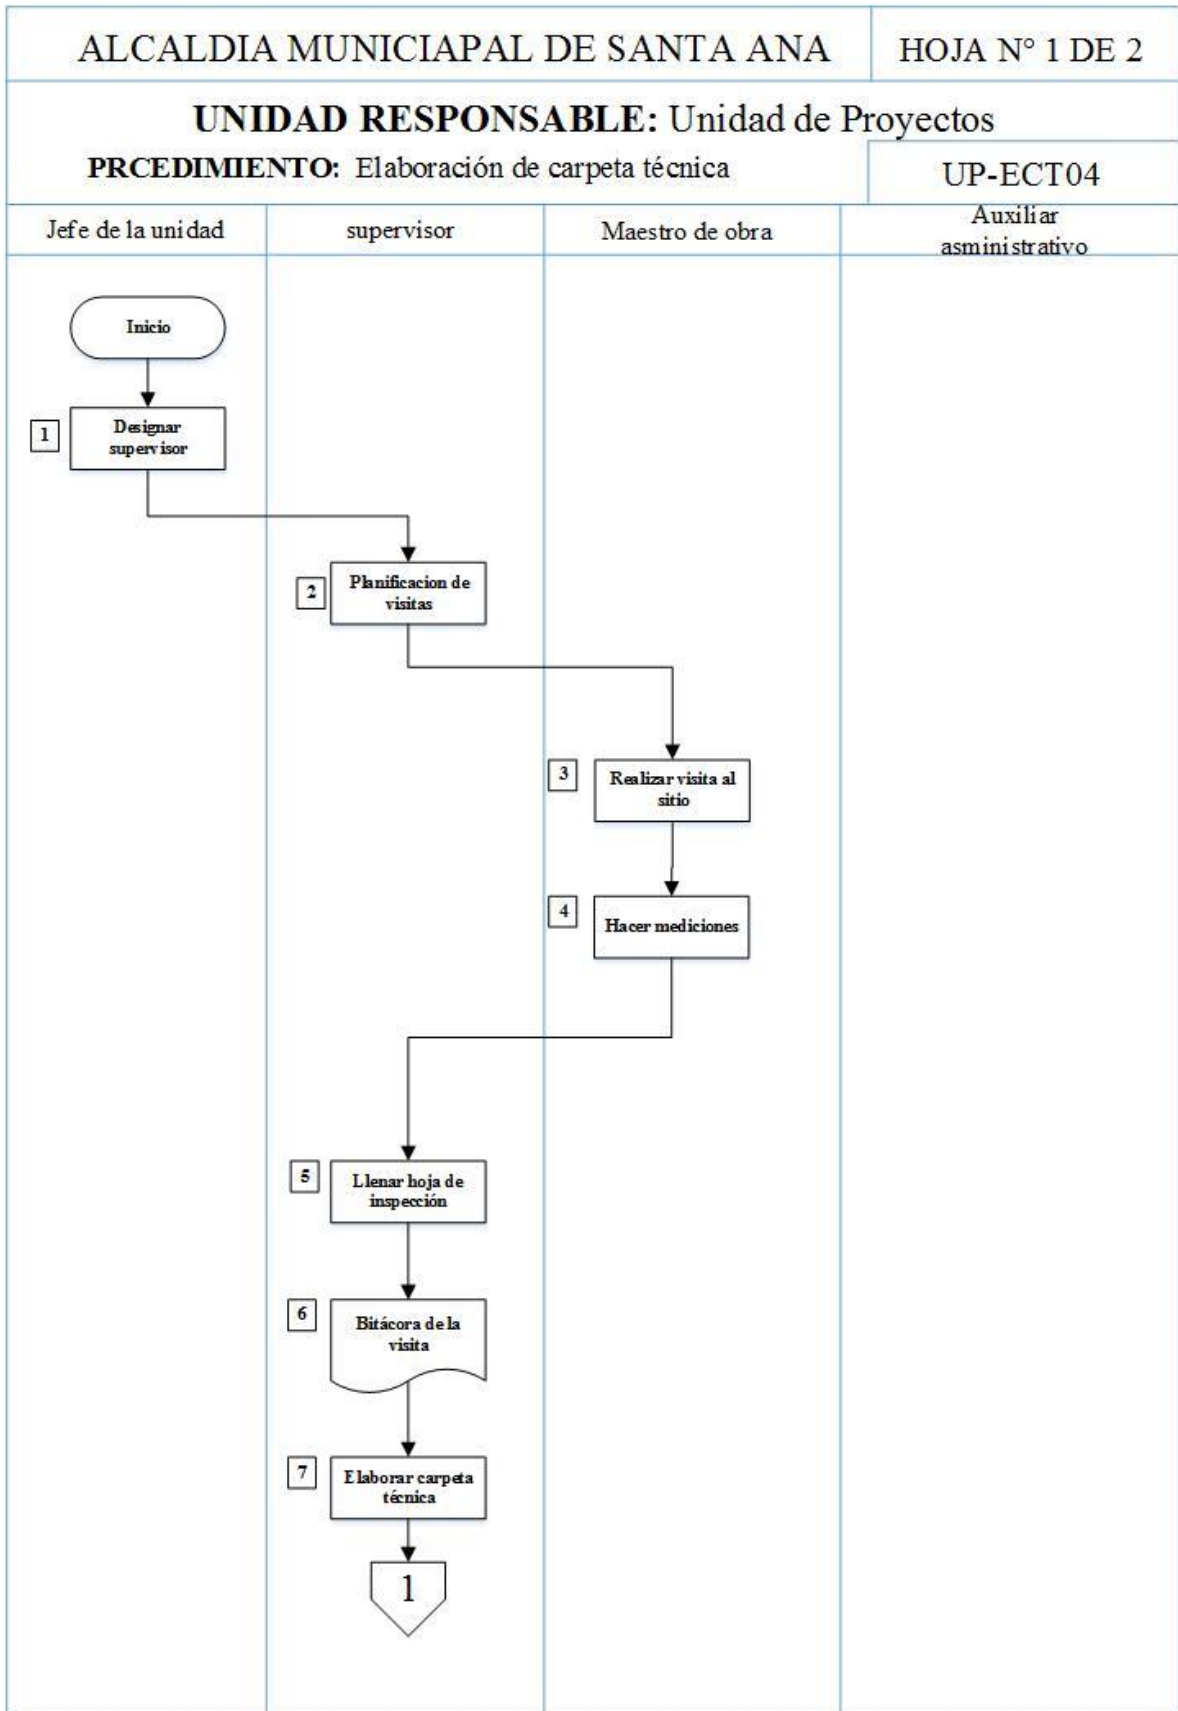 ALCALDIA MUNICIAPAL DE SANTA ANA
HOJA N° 1 DE 2
UNIDAD RESPONSABLE: Unidad de Proyectos
PRCEDIMIENTO: Elaboración de carpeta técnica
UP-ECT04
Jefe de la unidad
supervisor
Maestro de obra
Auxiliar
asministrativo
Inicio
1
Designar
supervisor
2
Planificacion de
visitas
3
Realizar visita al
sitio
4
Hacer mediciones
5
Llenar hoja de
inspección
6
Bitácora de la
visita
7
Elaborar carpeta
técnica
1